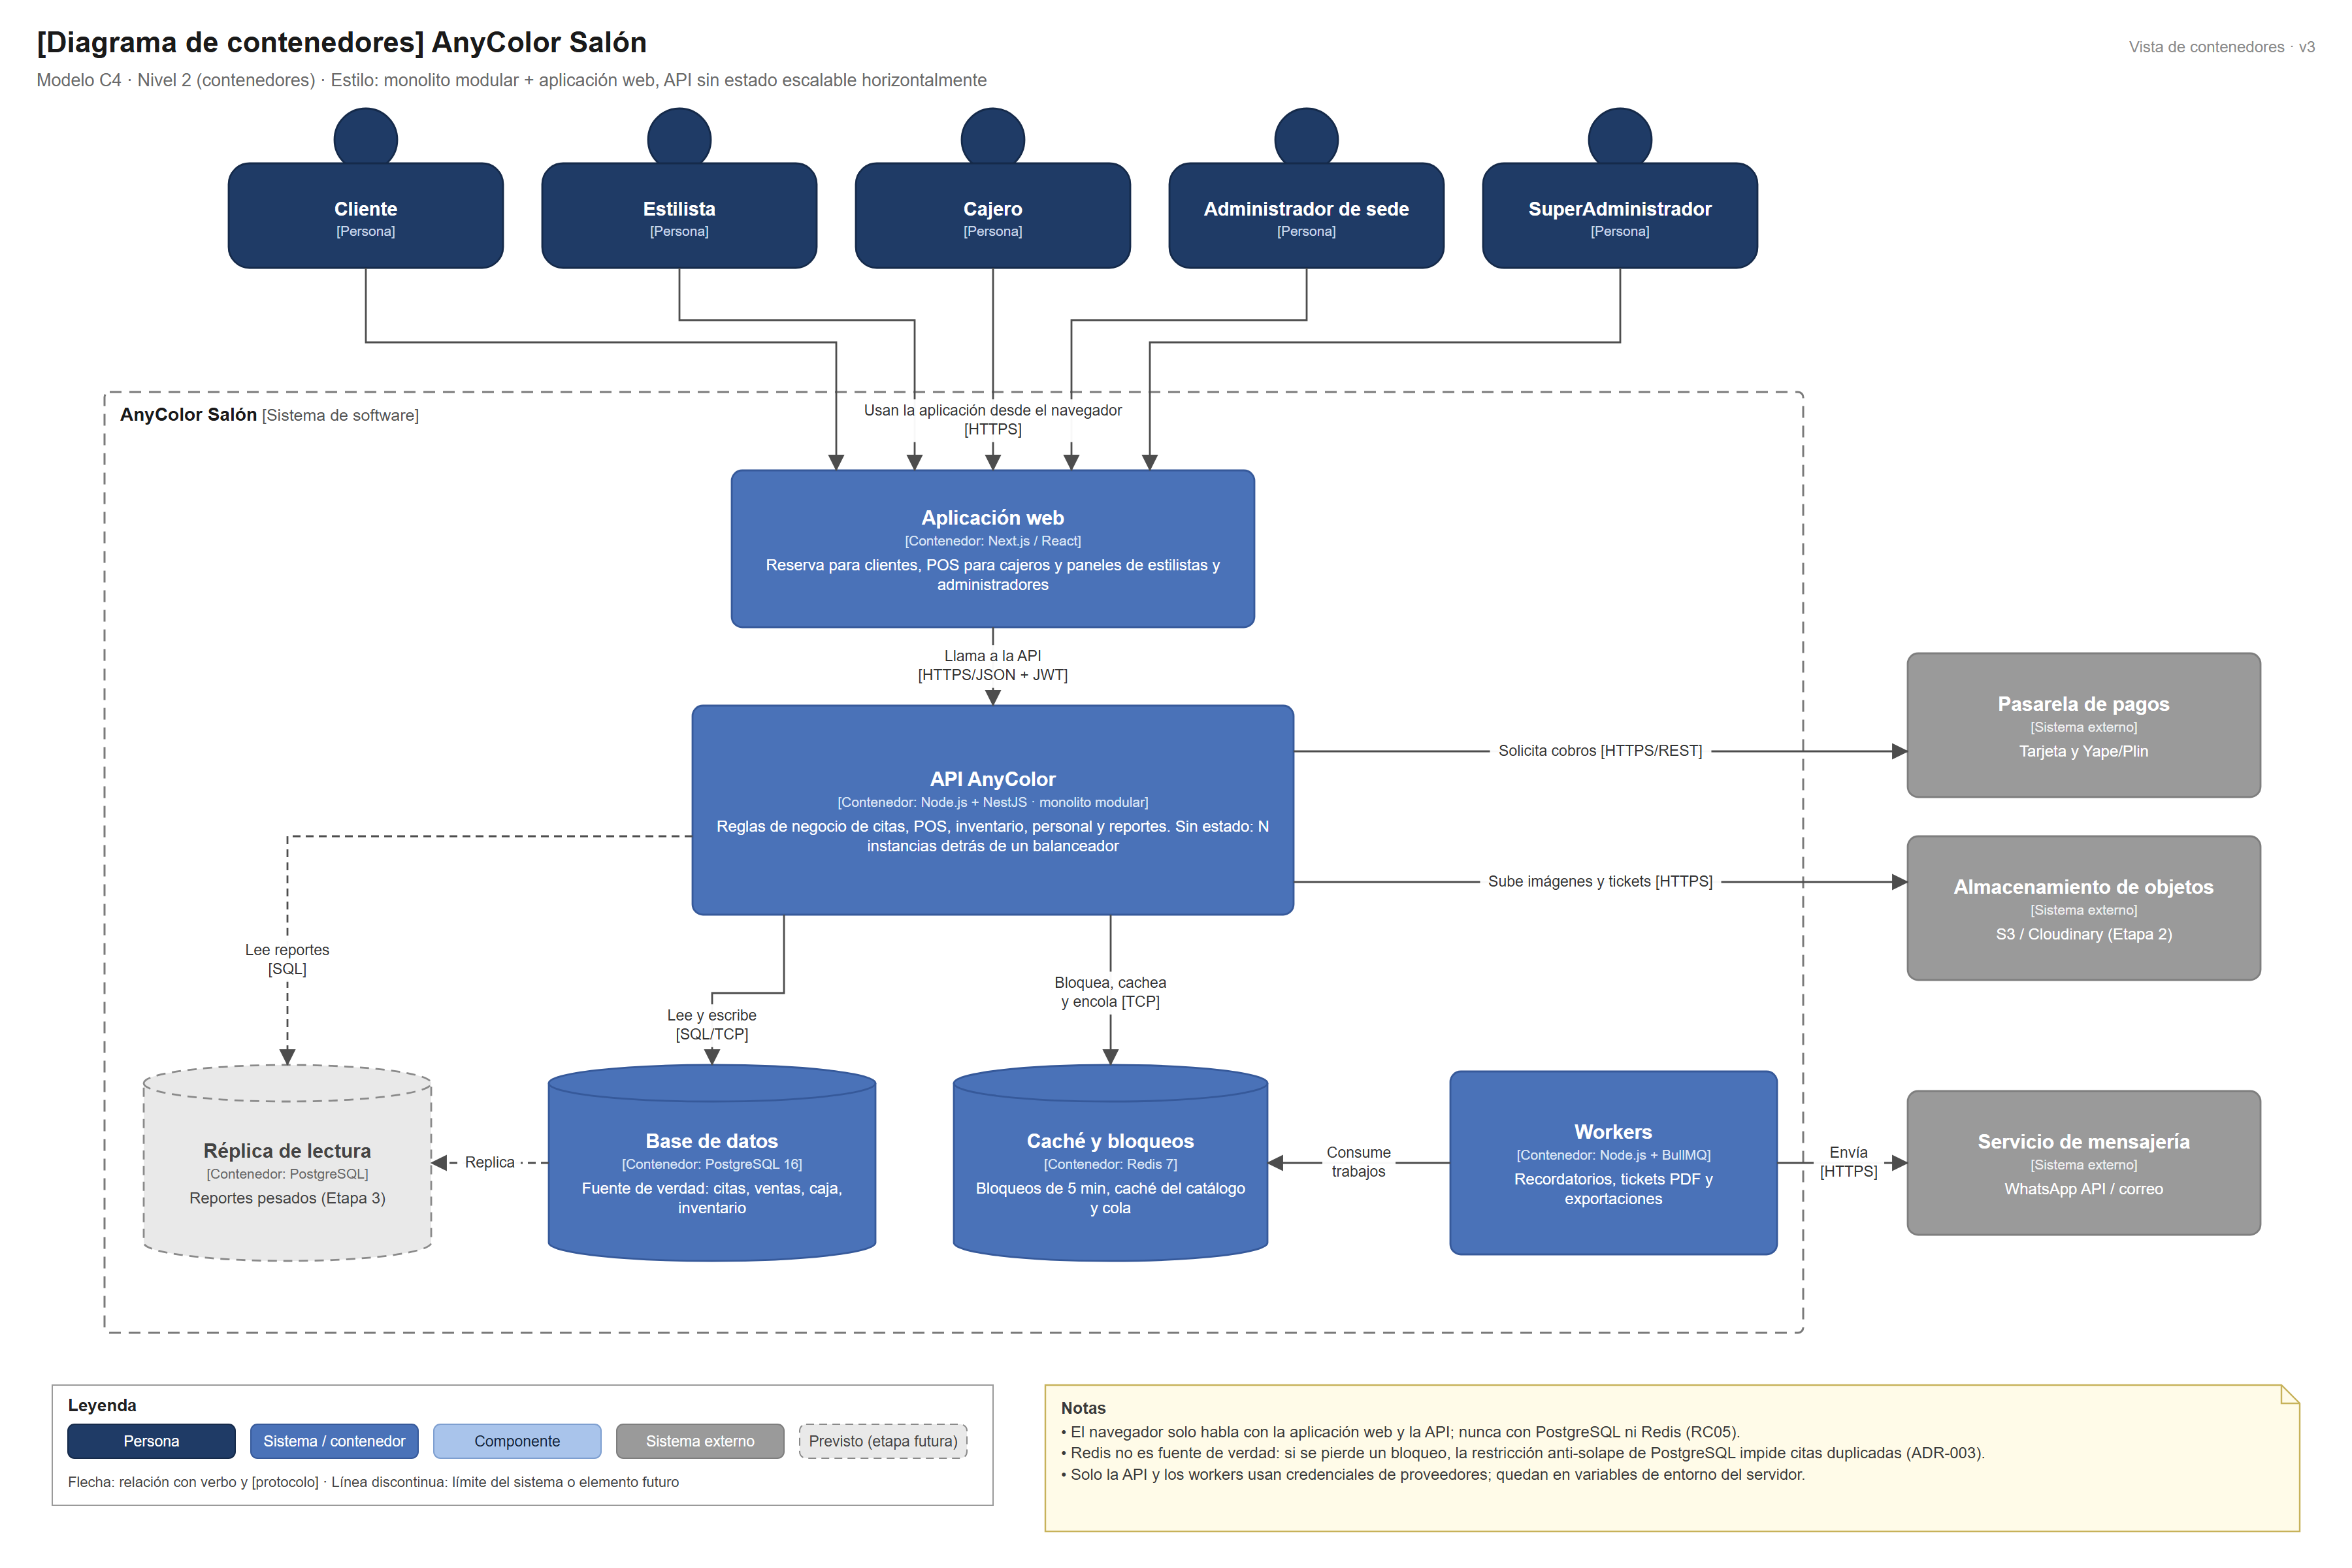 [Diagrama de contenedores] AnyColor Salón
Vista de contenedores · v3
Modelo C4 · Nivel 2 (contenedores) · Estilo: monolito modular + aplicación web, API sin estado escalable horizontalmente
Cliente
[Persona]
Estilista
[Persona]
Cajero
[Persona]
Administrador de sede
[Persona]
SuperAdministrador
[Persona]
AnyColor Salón [Sistema de software]
Usan la aplicación desde el navegador
[HTTPS]
Aplicación web
[Contenedor: Next.js / React]
Reserva para clientes, POS para cajeros y paneles de estilistas y
administradores
Llama a la API
[HTTPS/JSON + JWT]
API AnyColor
[Contenedor: Node.js + NestJS · monolito modular]
Reglas de negocio de citas, POS, inventario, personal y reportes. Sin estado: N
instancias detrás de un balanceador
Solicita cobros [HTTPS/REST]
Pasarela de pagos
[Sistema externo]
Tarjeta y Yape/Plin
Sube imágenes y tickets [HTTPS]
Almacenamiento de objetos
[Sistema externo]
S3 / Cloudinary (Etapa 2)
Lee reportes
[SQL]
Lee y escribe
[SQL/TCP]
Bloquea, cachea
y encola [TCP]
Réplica de lectura
[Contenedor: PostgreSQL]
Reportes pesados (Etapa 3)
Replica
Base de datos
[Contenedor: PostgreSQL 16]
Fuente de verdad: citas, ventas, caja,
inventario
Caché y bloqueos
[Contenedor: Redis 7]
Bloqueos de 5 min, caché del catálogo
y cola
Consume
trabajos
Workers
[Contenedor: Node.js + BullMQ]
Recordatorios, tickets PDF y
exportaciones
Envía
[HTTPS]
Servicio de mensajería
[Sistema externo]
WhatsApp API / correo
Leyenda
Persona
Sistema / contenedor
Componente
Sistema externo
Previsto (etapa futura)
Flecha: relación con verbo y [protocolo] · Línea discontinua: límite del sistema o elemento futuro
Notas
• El navegador solo habla con la aplicación web y la API; nunca con PostgreSQL ni Redis (RC05).
• Redis no es fuente de verdad: si se pierde un bloqueo, la restricción anti-solape de PostgreSQL impide citas duplicadas (ADR-003).
• Solo la API y los workers usan credenciales de proveedores; quedan en variables de entorno del servidor.